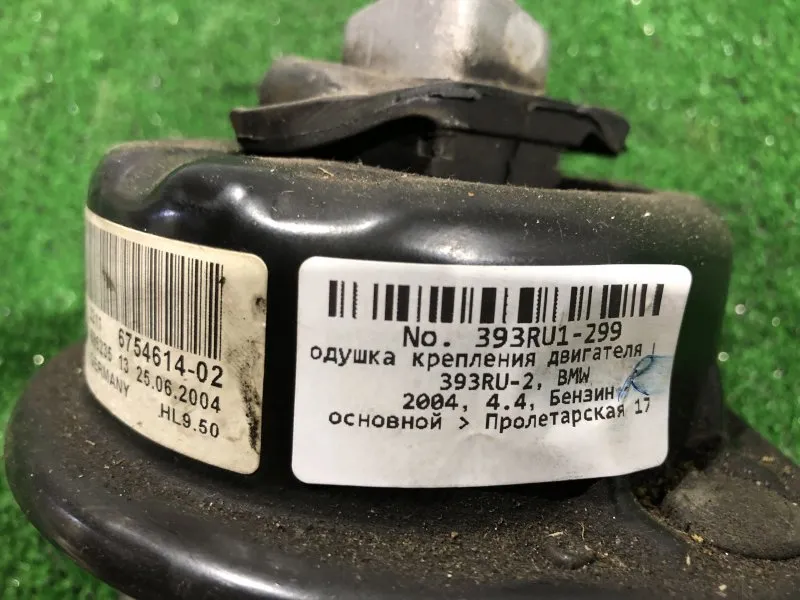 6754614-02
13 25.06.2004
HL9.50
No. 393RU1-299
одушка крепления двигателя
393RU-2, BMW
2004, 4.4, Бензин,
R
основной > Пролетарская 17